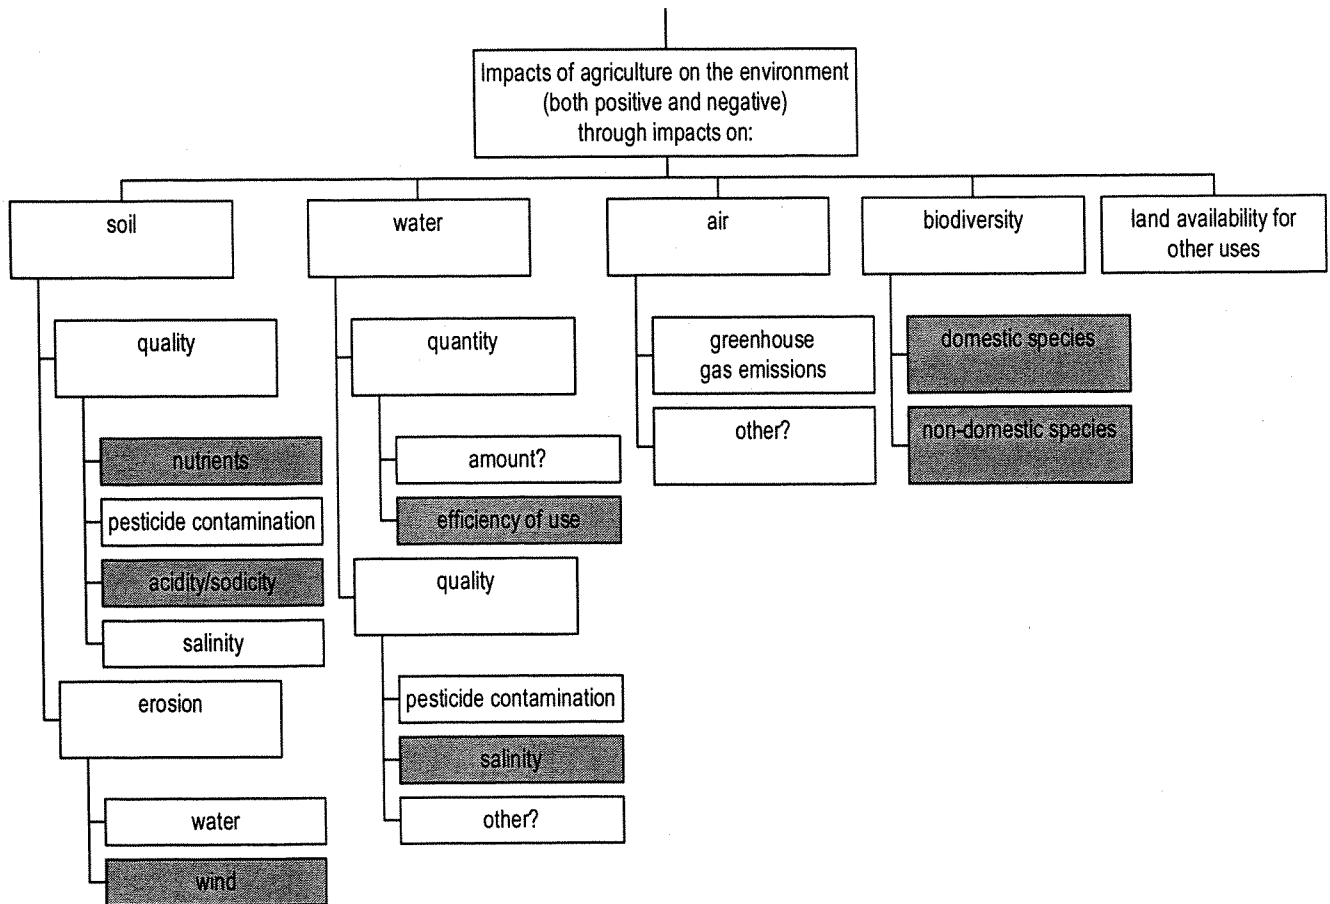 Impacts of agriculture on the environment
(both positive and negative)
through impacts on:
soil
water
air
biodiversity
land availability for
other uses
quality
nutrients
pesticide contamination
acidity/sodicity
salinity
erosion
water
wind
quantity
amount?
efficiency of use
quality
pesticide contamination
salinity
other?
greenhouse
gas emissions
other?
domestic species
non-domestic species